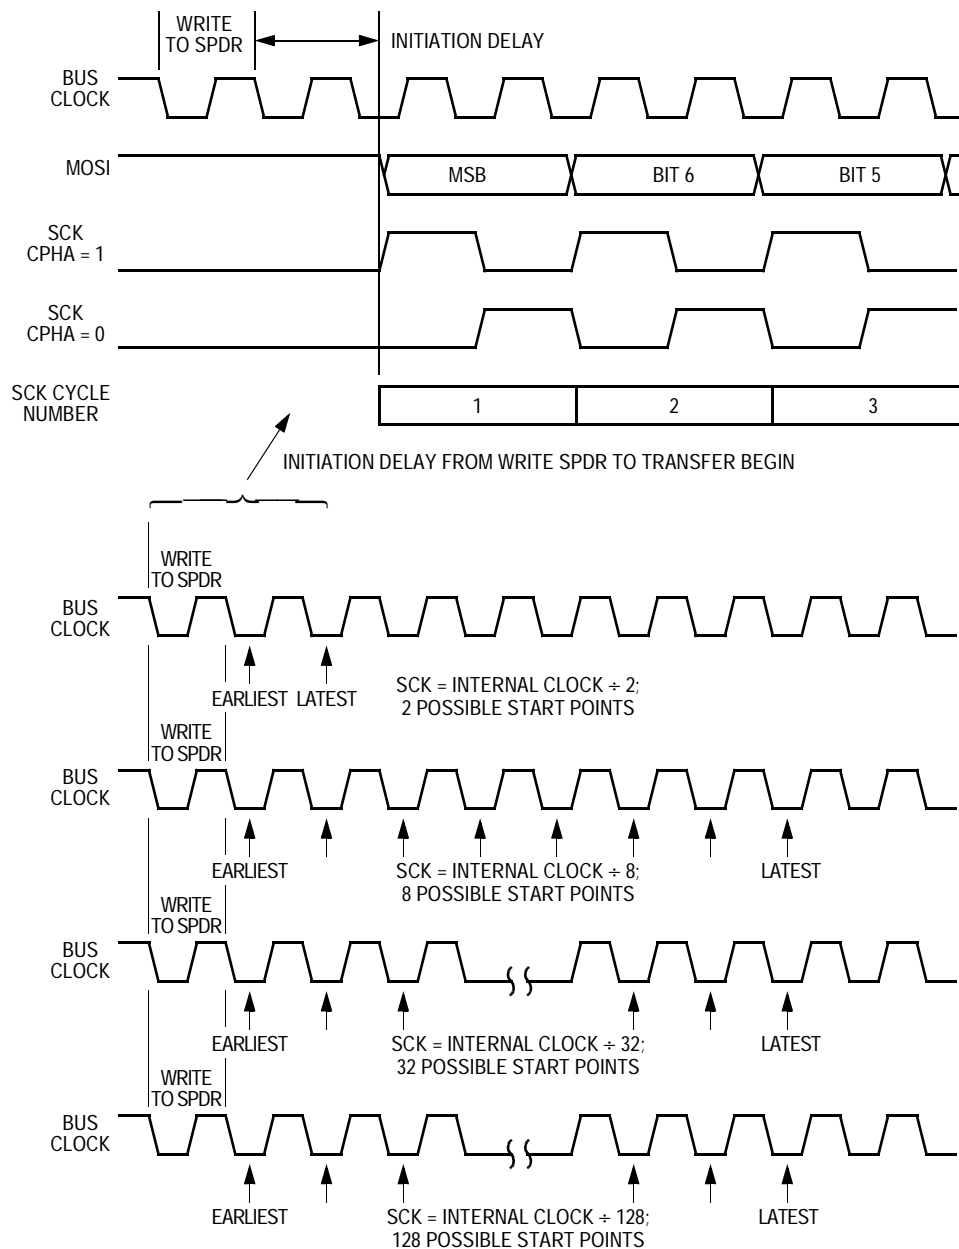 WRITE
TO SPDR
INITIATION DELAY
BUS
CLOCK
MOSI
MSB
BIT 6
BIT 5
SCK
CPHA = 1
SCK
CPHA = 0
SCK CYCLE
NUMBER
1
2
3
INITIATION DELAY FROM WRITE SPDR TO TRANSFER BEGIN
WRITE
TO SPDR
BUS
CLOCK
EARLIEST
LATEST
SCK = INTERNAL CLOCK ÷ 2;
2 POSSIBLE START POINTS
WRITE
TO SPDR
BUS
CLOCK
EARLIEST
SCK = INTERNAL CLOCK ÷ 8;
8 POSSIBLE START POINTS
LATEST
WRITE
TO SPDR
BUS
CLOCK
EARLIEST
SCK = INTERNAL CLOCK ÷ 32;
32 POSSIBLE START POINTS
LATEST
WRITE
TO SPDR
BUS
CLOCK
EARLIEST
SCK = INTERNAL CLOCK ÷ 128;
128 POSSIBLE START POINTS
LATEST